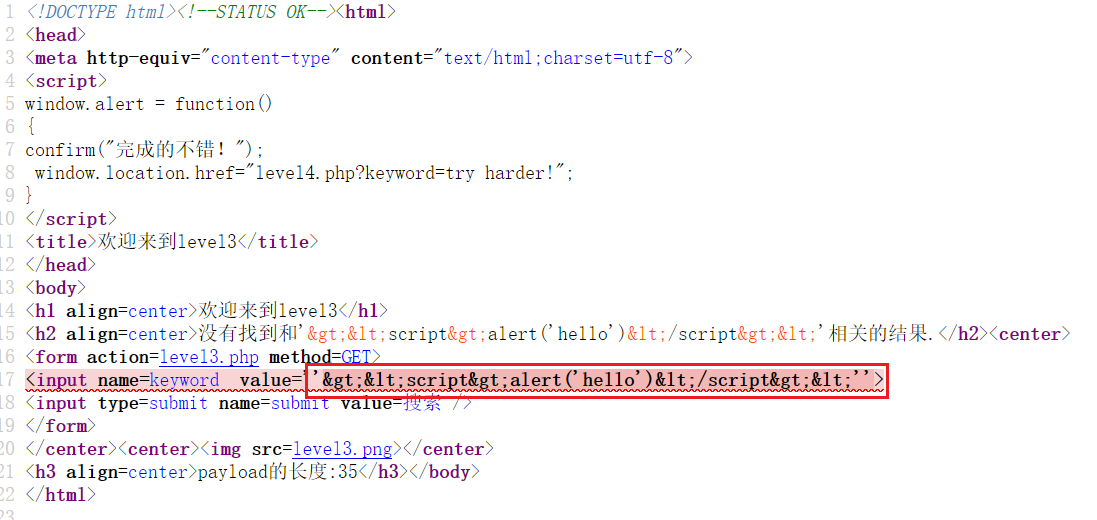 1 <!DOCTYPE html><!--STATUS OK--><html>
2 <head>
3 <meta http-equiv="content-type" content="text/html;charset=utf-8">
4 <script>
5 window.alert = function()
6 {
7 confirm("完成的不错！");
8  window.location.href="level4.php?keyword=try harder!";
9 }
10 </script>
11 <title>欢迎来到level3</title>
12 </head>
13 <body>
14 <h1 align=center>欢迎来到level3</h1>
15 <h2 align=center>没有找到和'&gt;&lt;script&gt;alert('hello')&lt;/script&gt;&lt;'相关的结果.</h2><center>
16 <form action=level3.php method=GET>
17 <input name=keyword  value=''&gt;&lt;script&gt;alert('hello')&lt;/script&gt;&lt;''>
18 <input type=submit name=submit value=搜索 />
19 </form>
20 </center><center><img src=level3.png></center>
21 <h3 align=center>payload的长度:35</h3></body>
22 </html>
23